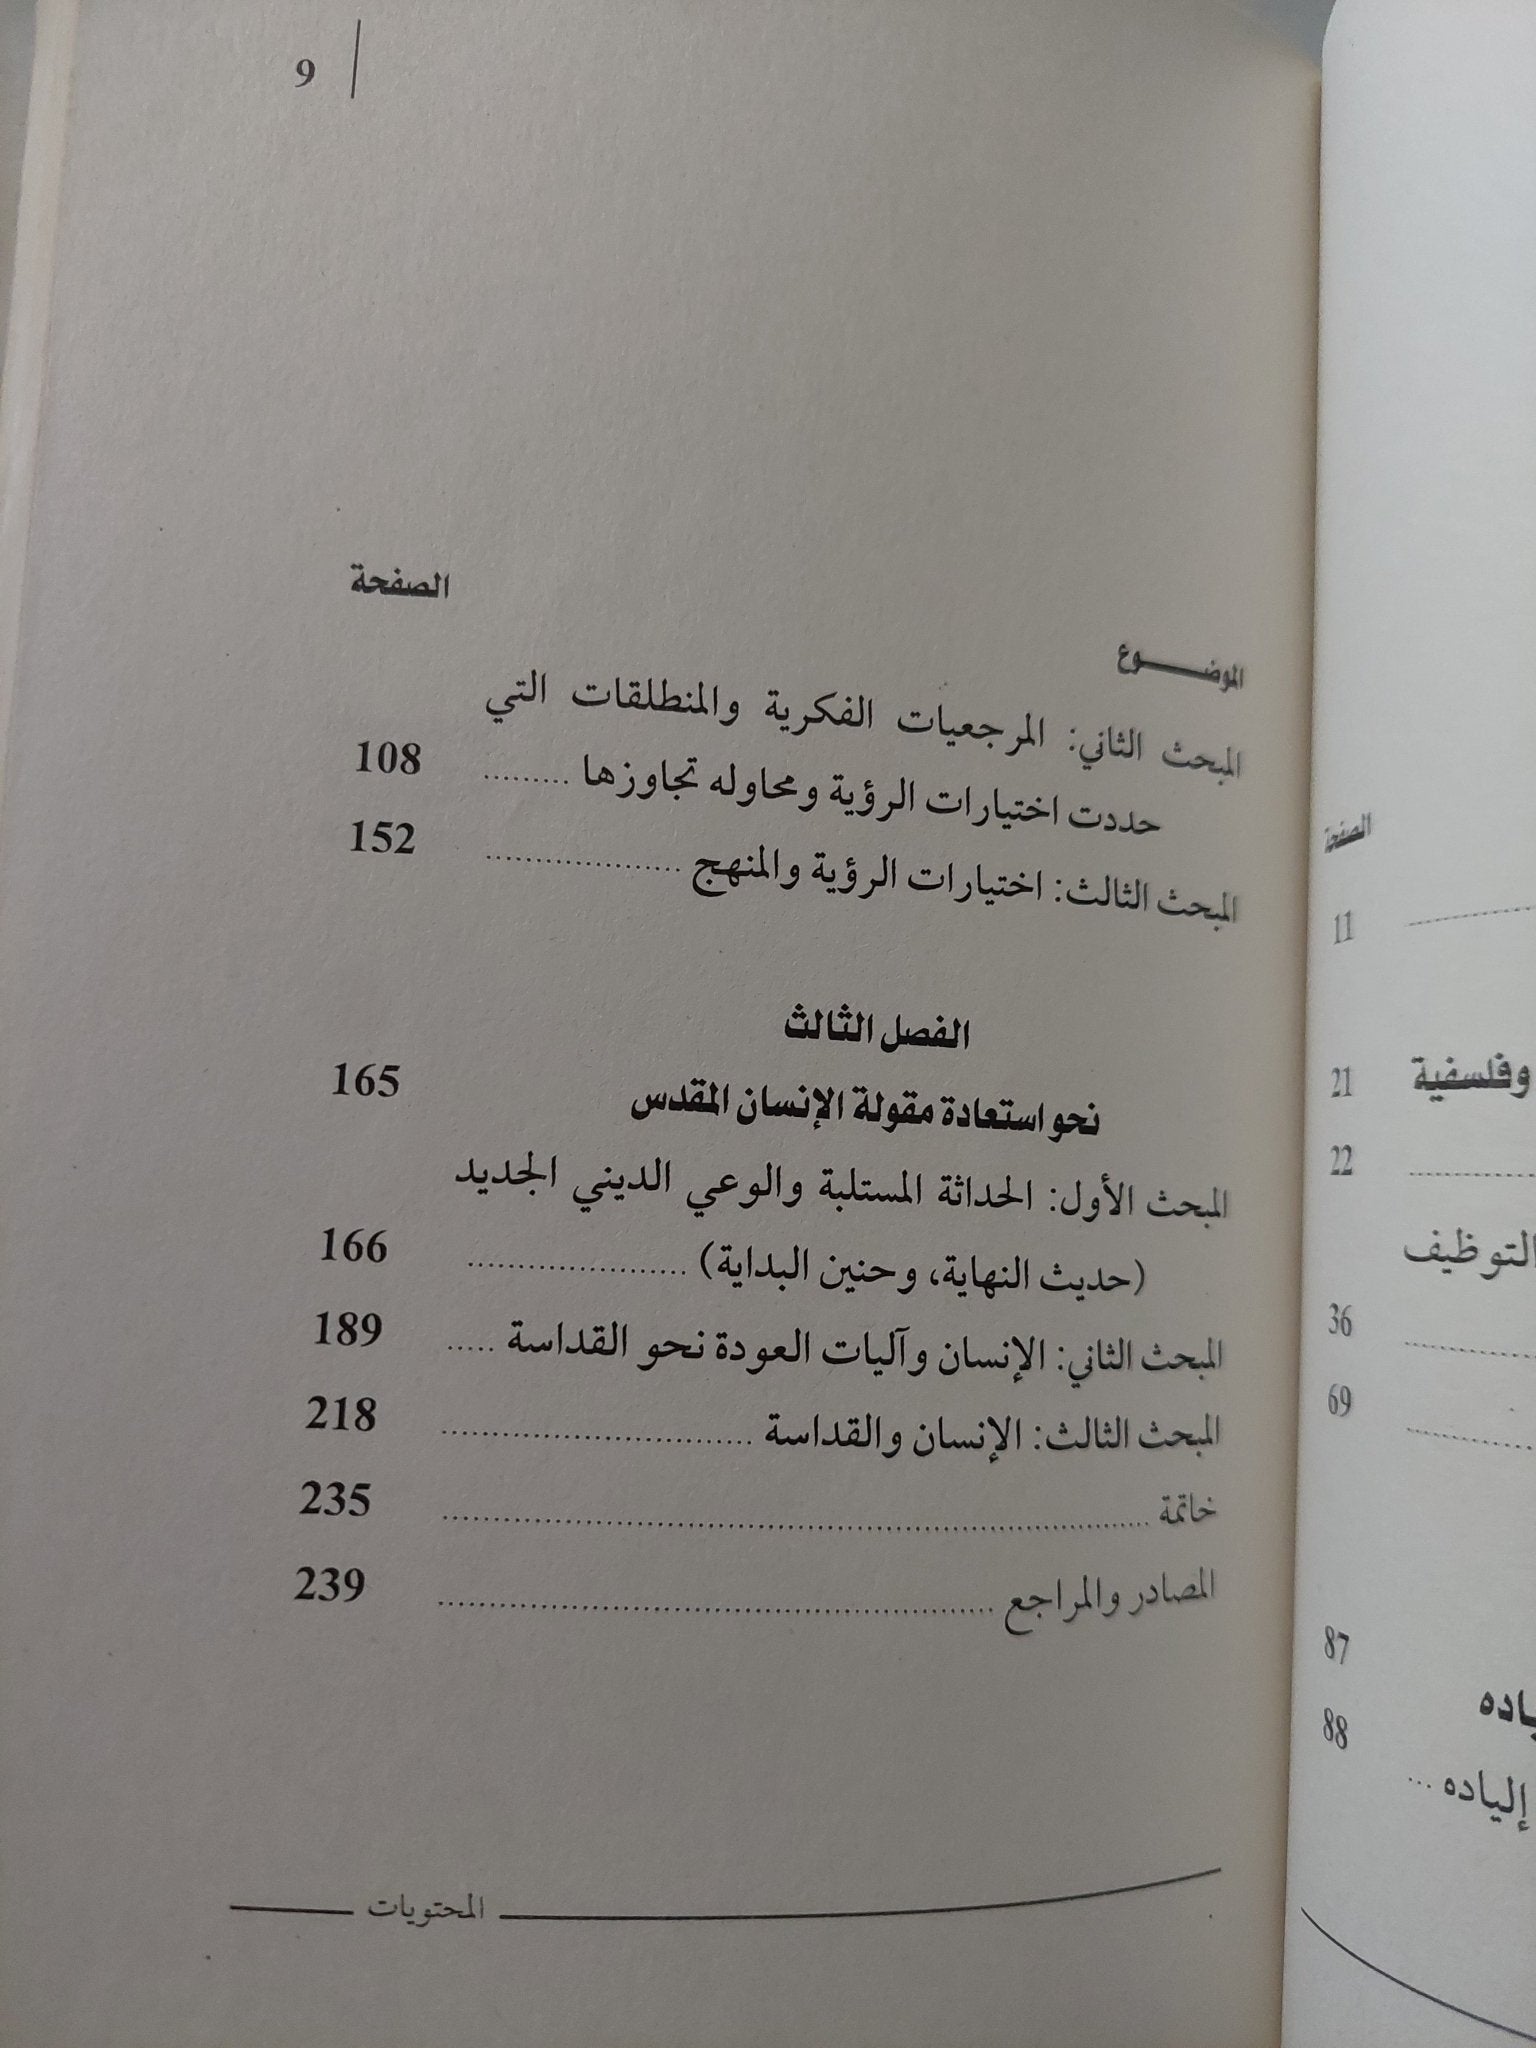 الصفحة
11
وفلسفية 21
22
التوظيف
36
69
87
88
إلياده ...
9
الموضـــــوع الصفحة
المبحث الثاني: المرجعيات الفكرية والمنطلقات التي
حددت اختيارات الرؤية ومحاوله تجاوزها ......... 108
المبحث الثالث: اختيارات الرؤية والمنهج .................... 152
الفصل الثالث
نحو استعادة مقولة الإنسان المقدس 165
المبحث الأول: الحداثة المستلبة والوعي الديني الجديد
(حديث النهاية، وحنين البداية) ...................... 166
المبحث الثاني: الإنسان وآليات العودة نحو القداسة ..... 189
المبحث الثالث: الإنسان والقداسة ............................... 218
خاتمة ........................................................................ 235
المصادر والمراجع ........................................................ 239
المحتويات